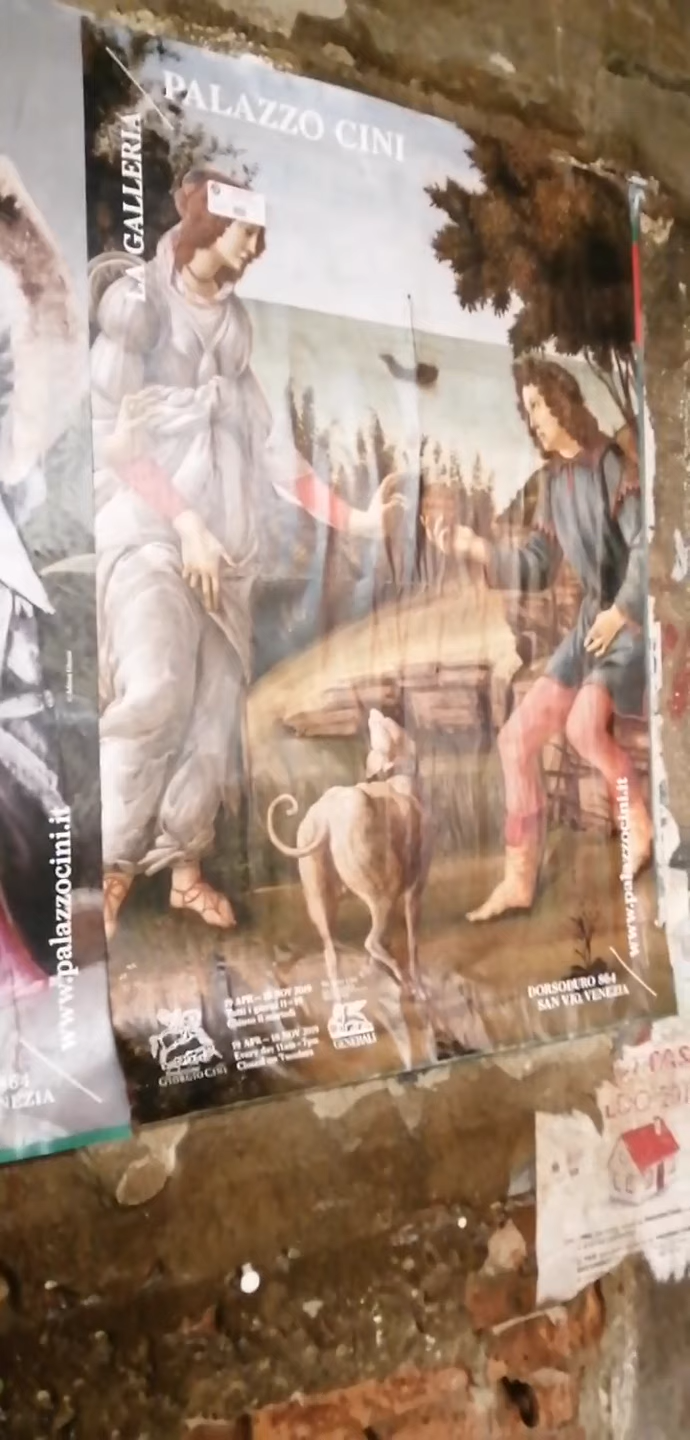 PALAZZO CINI
LA GALLERIA
www.palazzocini.it
www.palazzocini.it
19 APR – 18 NOV 2019
Tutti i giorni 11 – 19
Chiuso il martedì
19 APR – 18 NOV 2019
Every day 11am – 7pm
Closed on Tuesdays
GIORGIO CINI
GENERALI
DORSODURO 864
SAN VIO, VENEZIA
864
NEZIA